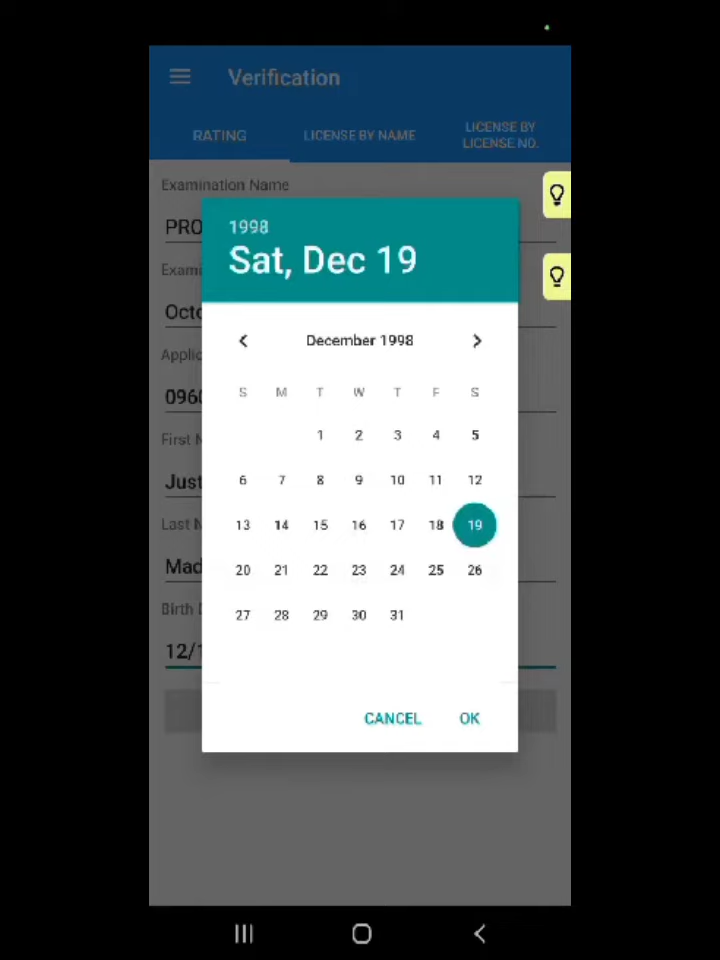 Verification
RATING
LICENSE BY NAME
LICENSE BY
LICENSE NO.
Examination Name
PRO
Exami
Octo
Applic
096
First N
Just
Last N
Mad
Birth D
12/1
1998
Sat, Dec 19
December 1998
S M T W T F S
1 2 3 4 5
6 7 8 9 10 11 12
13 14 15 16 17 18 19
20 21 22 23 24 25 26
27 28 29 30 31
CANCEL OK